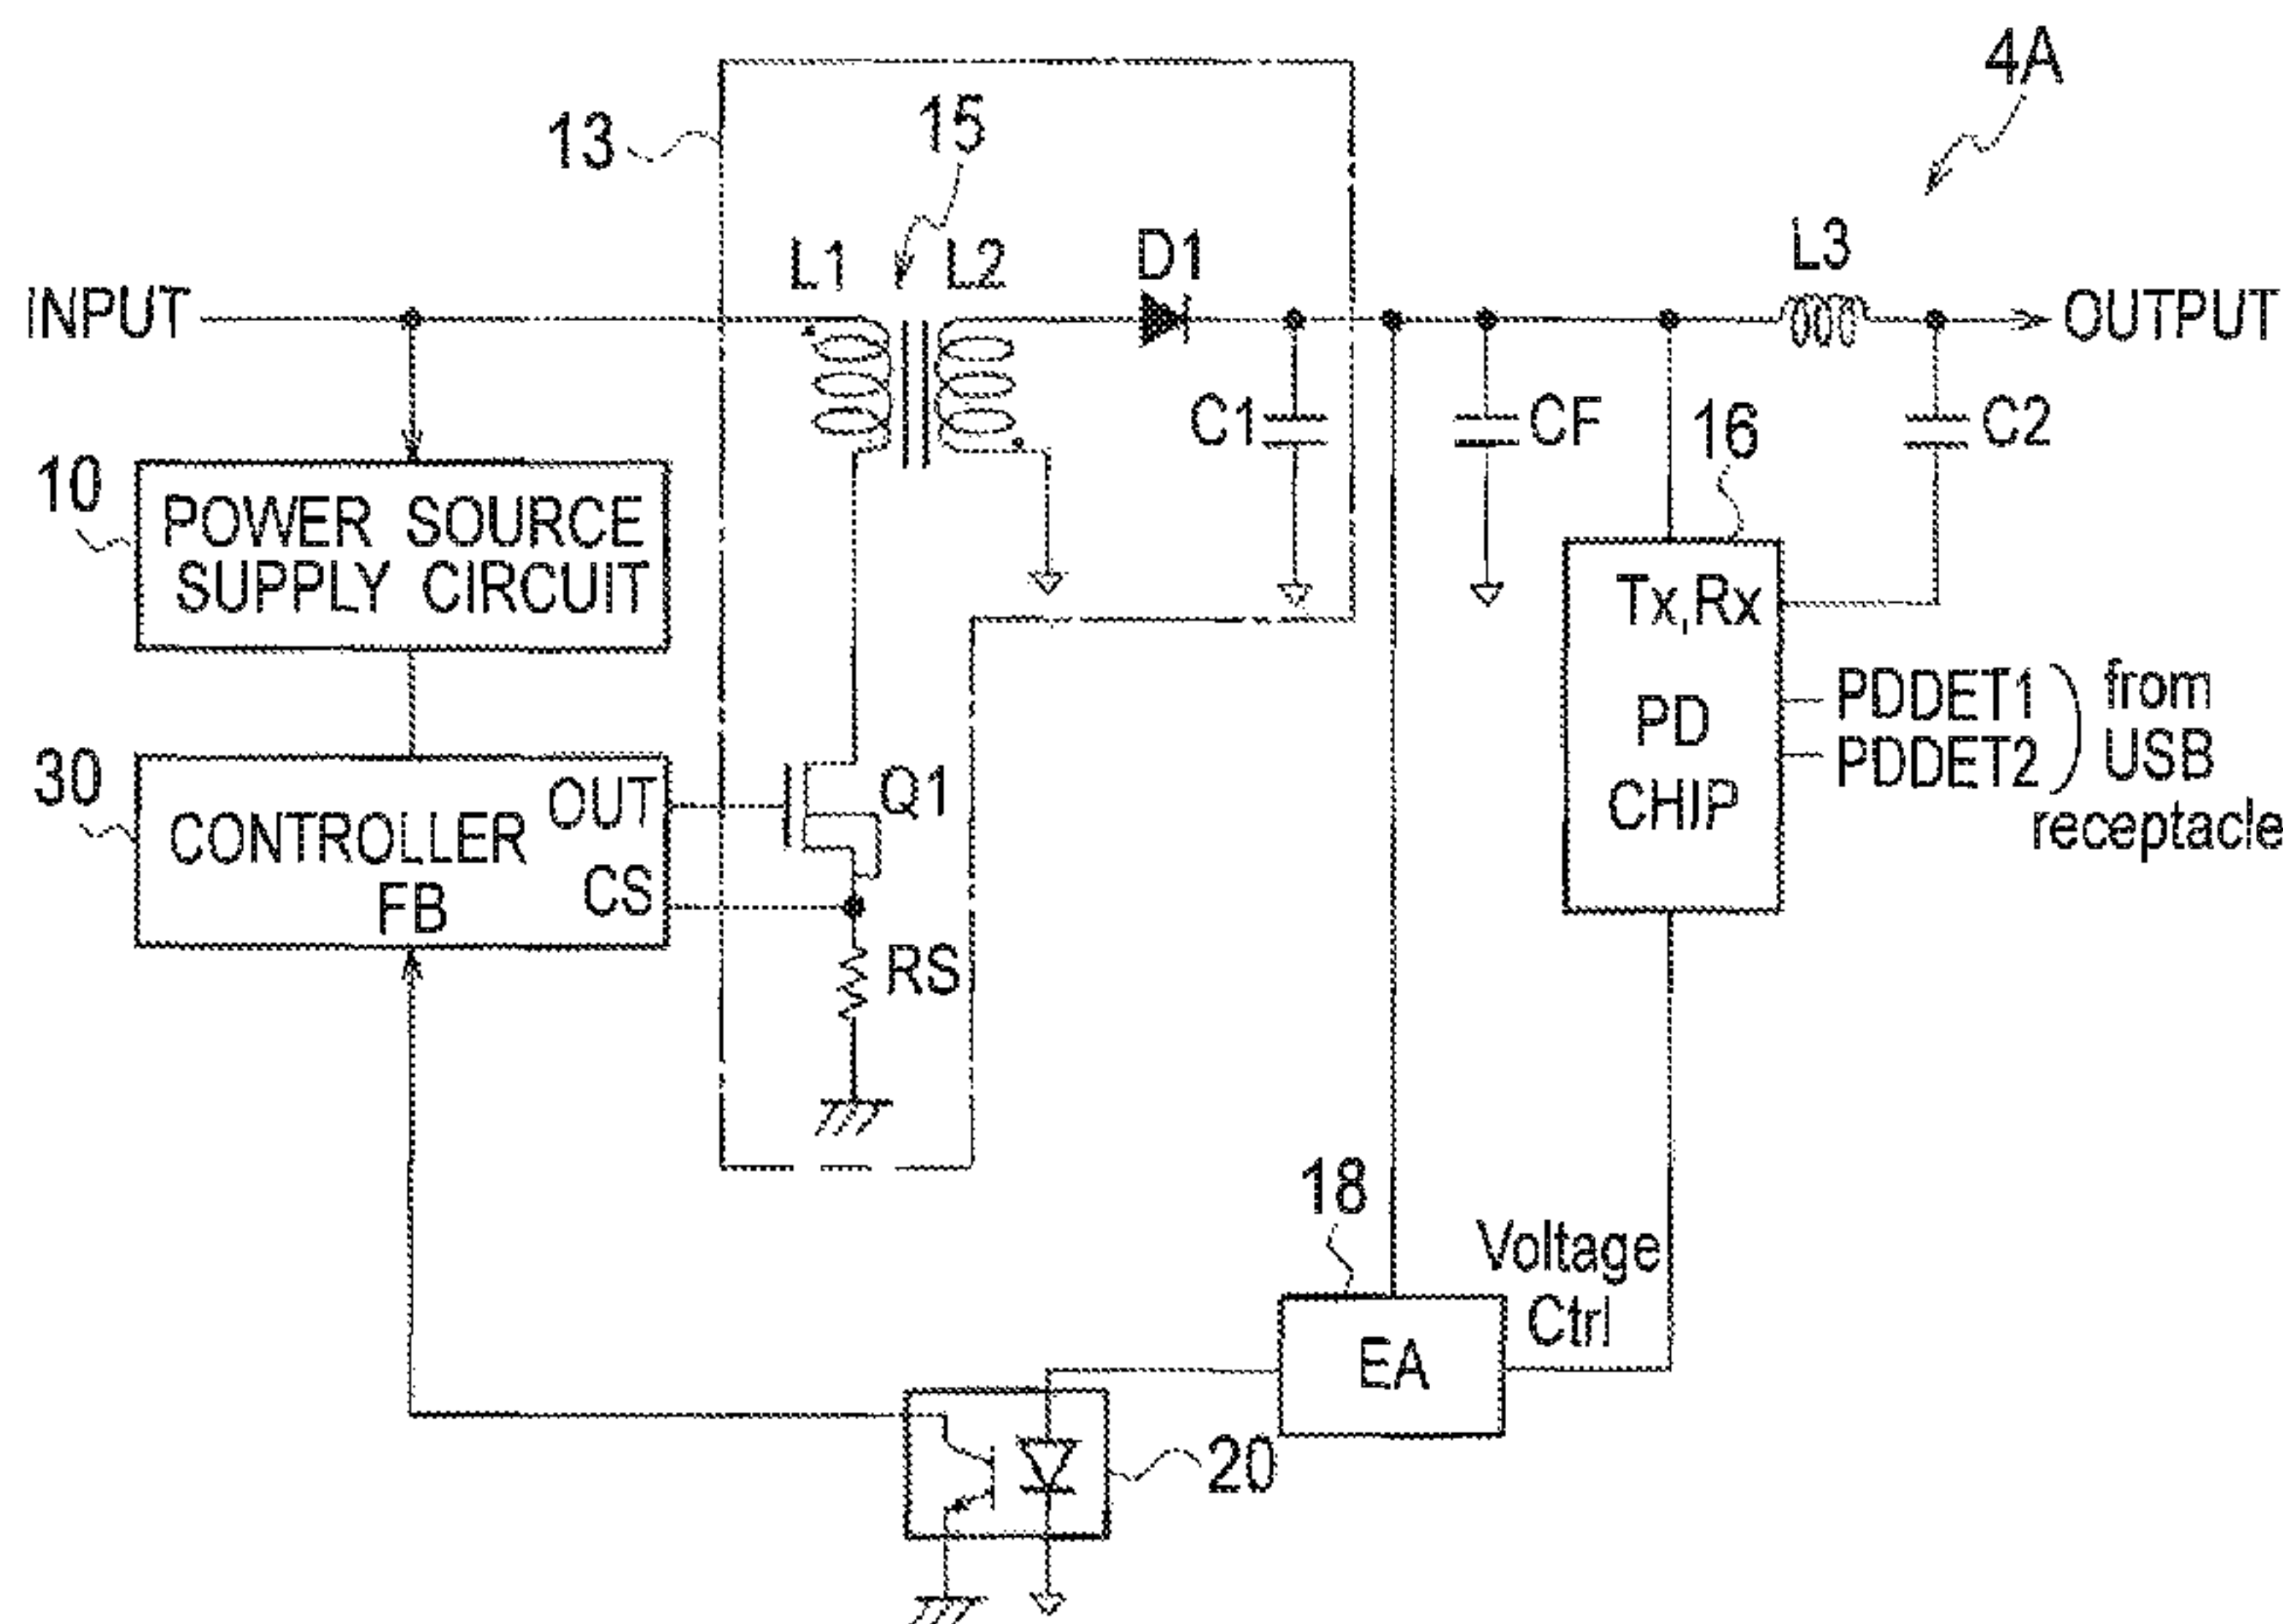 4A
13
15
L1
L2
D1
L3
INPUT
OUTPUT
C1
CF
16
C2
10
POWER SOURCE
SUPPLY CIRCUIT
Tx,Rx
PD
CHIP
PDDET1
PDDET2
from
USB
receptacle
30
CONTROLLER
OUT
CS
FB
Q1
RS
18
Voltage
Ctrl
EA
20